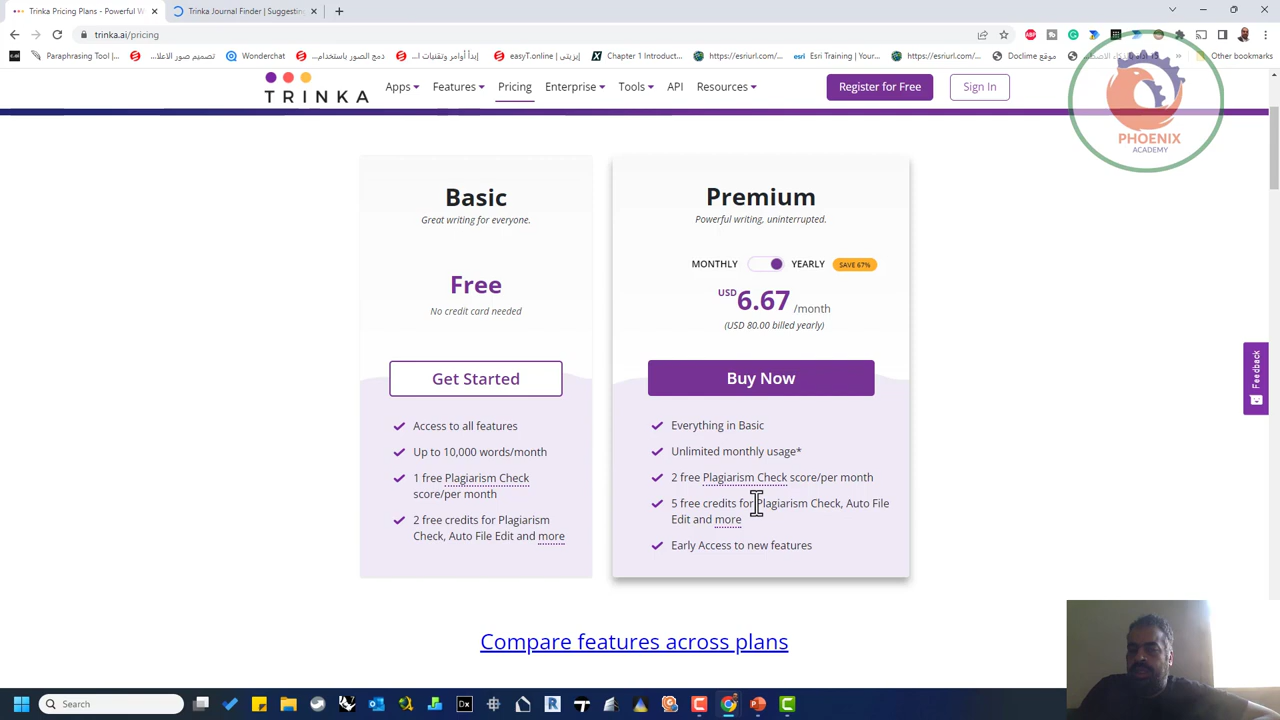 Trinka Pricing Plans - Powerful W
Trinka Journal Finder | Suggestin
trinka.ai/pricing
Paraphrasing Tool |...
تصميم صور الاعلا...
Wonderchat
دمج الصور باستخدام...
easyT.online | إيزيتي
Chapter 1 Introduct...
https://esriurl.com/...
Esri Training | Your...
https://esriurl.com/...
موقع Doclime
Other bookmarks
TRINKA
Apps
Features
Pricing
Enterprise
Tools
API
Resources
Register for Free
Sign In
PHOENIX
ACADEMY
Basic
Great writing for everyone.
Free
No credit card needed
Get Started
Access to all features
Up to 10,000 words/month
1 free Plagiarism Check
score/per month
2 free credits for Plagiarism
Check, Auto File Edit and more
Premium
Powerful writing, uninterrupted.
MONTHLY
YEARLY
SAVE 67%
USD 6.67 /month
(USD 80.00 billed yearly)
Buy Now
Everything in Basic
Unlimited monthly usage*
2 free Plagiarism Check score/per month
5 free credits for Plagiarism Check, Auto File
Edit and more
Early Access to new features
Feedback
Compare features across plans
Search